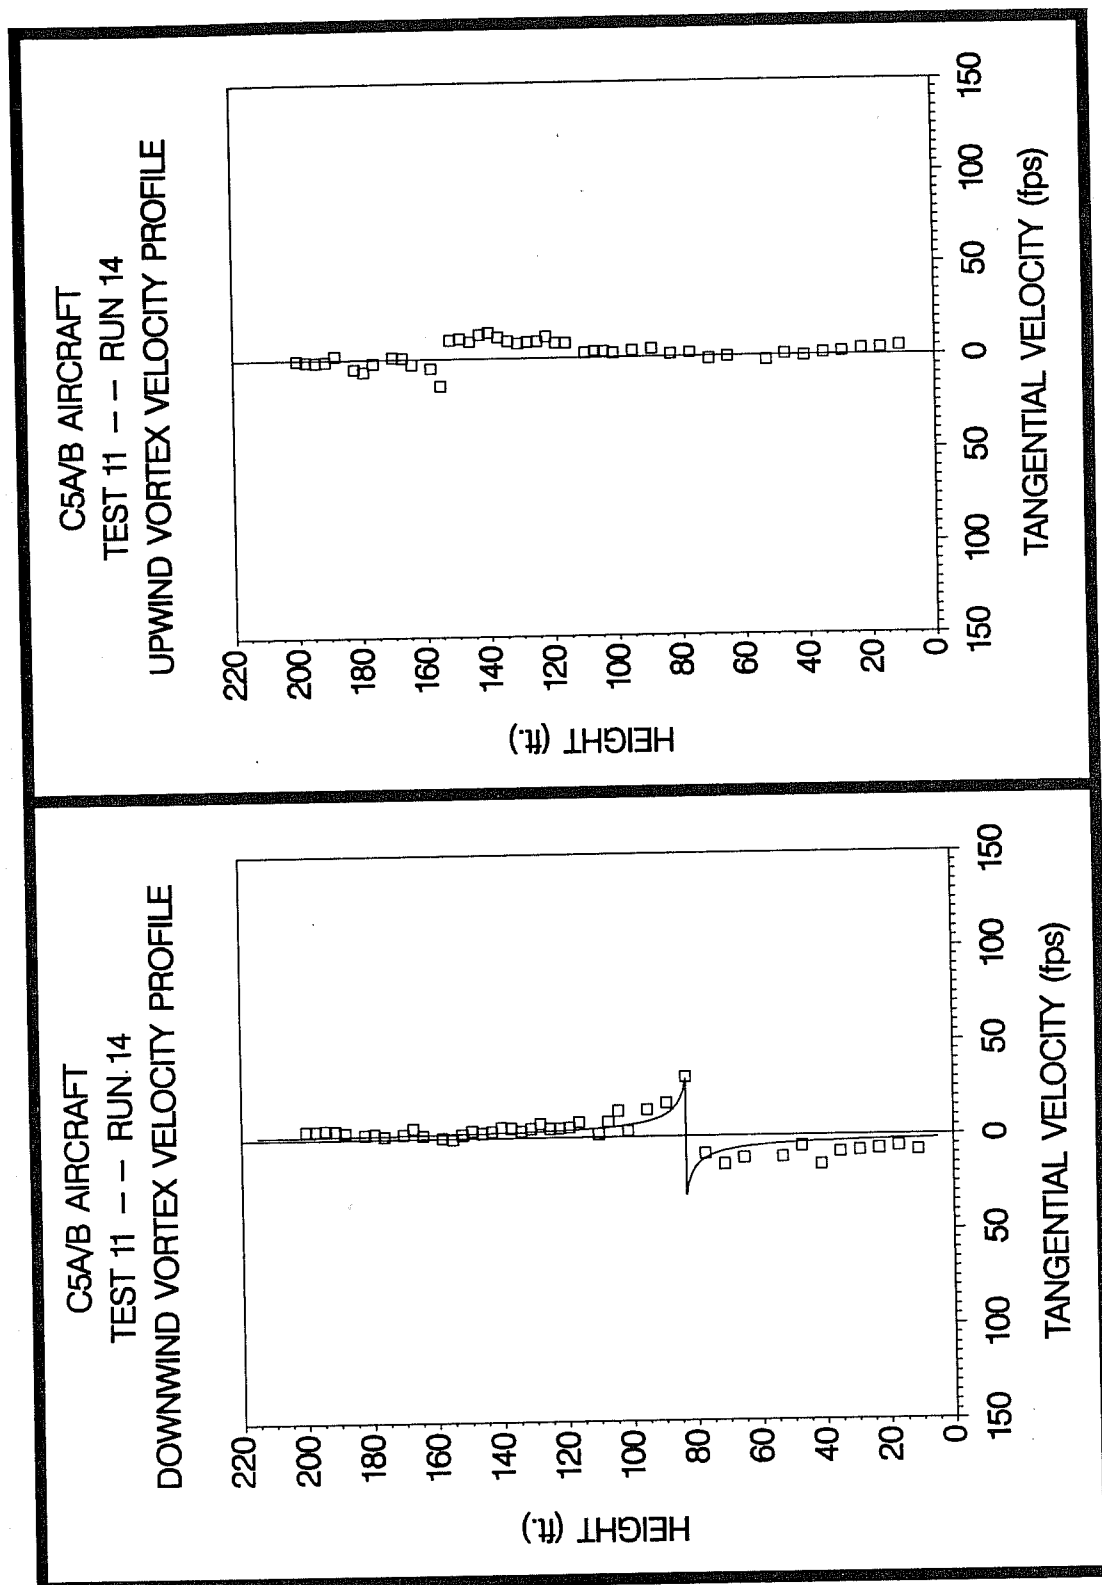 C5A/B AIRCRAFT
TEST 11 - - RUN 14
DOWNWIND VORTEX VELOCITY PROFILE
HEIGHT (ft.)
220
200
180
160
140
120
100
80
60
40
20
0
150 100 50 0 50 100 150
TANGENTIAL VELOCITY (fps)
C5A/B AIRCRAFT
TEST 11 - - RUN 14
UPWIND VORTEX VELOCITY PROFILE
HEIGHT (ft.)
220
200
180
160
140
120
100
80
60
40
20
0
150 100 50 0 50 100 150
TANGENTIAL VELOCITY (fps)